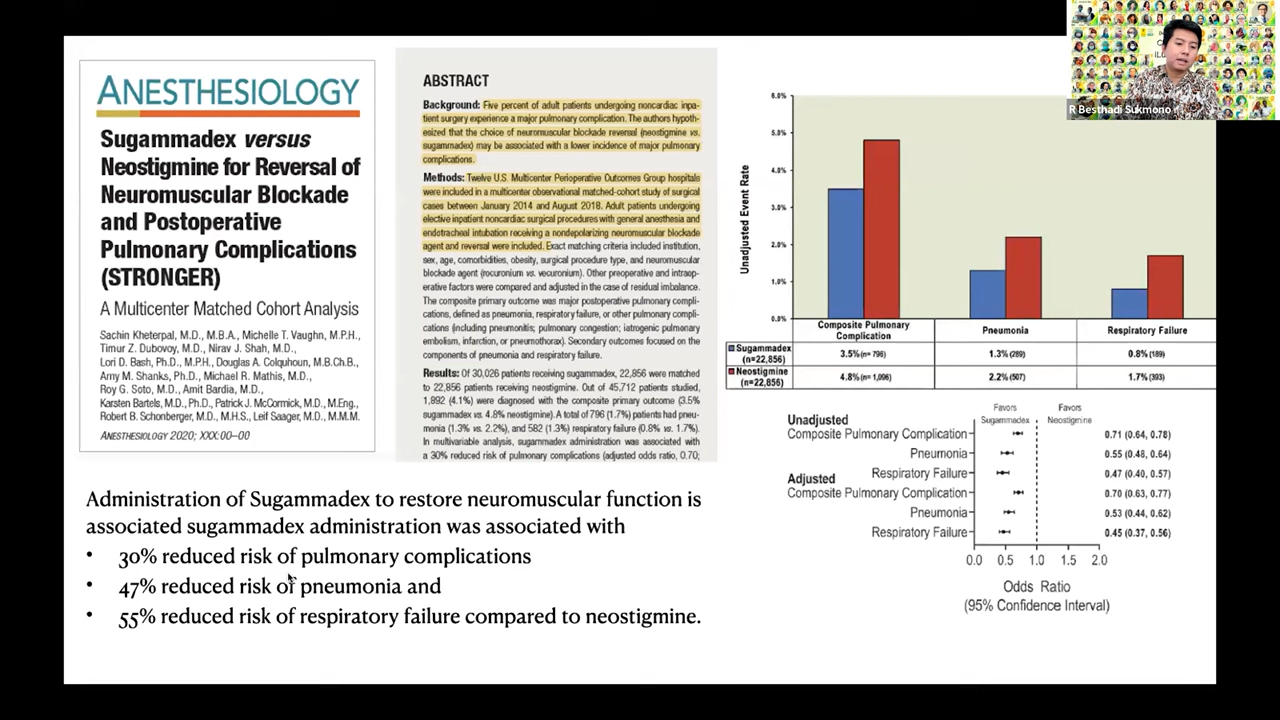 R Besthadi Sukmono
ANESTHESIOLOGY
Sugammadex versus
Neostigmine for Reversal of
Neuromuscular Blockade
and Postoperative
Pulmonary Complications
(STRONGER)
A Multicenter Matched Cohort Analysis
Sachin Kheterpal, M.D., M.B.A., Michelle T. Vaughn, M.P.H.,
Timur Z. Dubovoy, M.D., Nirav J. Shah, M.D.,
Lori D. Bash, Ph.D., M.P.H., Douglas A. Colquhoun, M.B.Ch.B.,
Amy M. Shanks, Ph.D., Michael R. Mathis, M.D.,
Roy G. Soto, M.D., Amit Bardia, M.D.,
Karsten Bartels, M.D., Ph.D., Patrick J. McCormick, M.D., M.Eng.,
Robert B. Schonberger, M.D., M.H.S., Leif Saager, M.D., M.M.M.
ANESTHESIOLOGY 2020; XXX:00–00
ABSTRACT
Background: Five percent of adult patients undergoing noncardiac inpa-
tient surgery experience a major pulmonary complication. The authors hypoth-
esized that the choice of neuromuscular blockade reversal (neostigmine vs.
sugammadex) may be associated with a lower incidence of major pulmonary
complications.
Methods: Twelve U.S. Multicenter Perioperative Outcomes Group hospitals
were included in a multicenter observational matched-cohort study of surgical
cases between January 2014 and August 2018. Adult patients undergoing
elective inpatient noncardiac surgical procedures with general anesthesia and
endotracheal intubation receiving a nondepolarizing neuromuscular blockade
agent and reversal were included. Exact matching criteria included institution,
sex, age, comorbidities, obesity, surgical procedure type, and neuromuscular
blockade agent (rocuronium vs. vecuronium). Other preoperative and intraop-
erative factors were compared and adjusted in the case of residual imbalance.
The composite primary outcome was major postoperative pulmonary compli-
cations, defined as pneumonia, respiratory failure, or other pulmonary compli-
cations (including pneumonitis; pulmonary congestion; iatrogenic pulmonary
embolism, infarction, or pneumothorax). Secondary outcomes focused on the
components of pneumonia and respiratory failure.
Results: Of 30,026 patients receiving sugammadex, 22,856 were matched
to 22,856 patients receiving neostigmine. Out of 45,712 patients studied,
1,892 (4.1%) were diagnosed with the composite primary outcome (3.5%
sugammadex vs. 4.8% neostigmine). A total of 796 (1.7%) patients had pneu-
monia (1.3% vs. 2.2%), and 582 (1.3%) respiratory failure (0.8% vs. 1.7%).
In multivariable analysis, sugammadex administration was associated with
a 30% reduced risk of pulmonary complications (adjusted odds ratio, 0.70;
Unadjusted Event Rate
6.0%
5.0%
4.0%
3.0%
2.0%
1.0%
0.0%
Composite Pulmonary
Complication
Pneumonia
Respiratory Failure
Sugammadex
(n=22,856)
3.5% (n= 796)
1.3% (289)
0.8% (189)
Neostigmine
(n=22,856)
4.8% (n= 1,096)
2.2% (507)
1.7% (393)
Favors
Sugammadex
Favors
Neostigmine
Unadjusted
Composite Pulmonary Complication 0.71 (0.64, 0.78)
Pneumonia 0.55 (0.48, 0.64)
Respiratory Failure 0.47 (0.40, 0.57)
Adjusted
Composite Pulmonary Complication 0.70 (0.63, 0.77)
Pneumonia 0.53 (0.44, 0.62)
Respiratory Failure 0.45 (0.37, 0.56)
0.0 0.5 1.0 1.5 2.0
Odds Ratio
(95% Confidence Interval)
Administration of Sugammadex to restore neuromuscular function is
associated sugammadex administration was associated with
• 30% reduced risk of pulmonary complications
• 47% reduced risk of pneumonia and
• 55% reduced risk of respiratory failure compared to neostigmine.